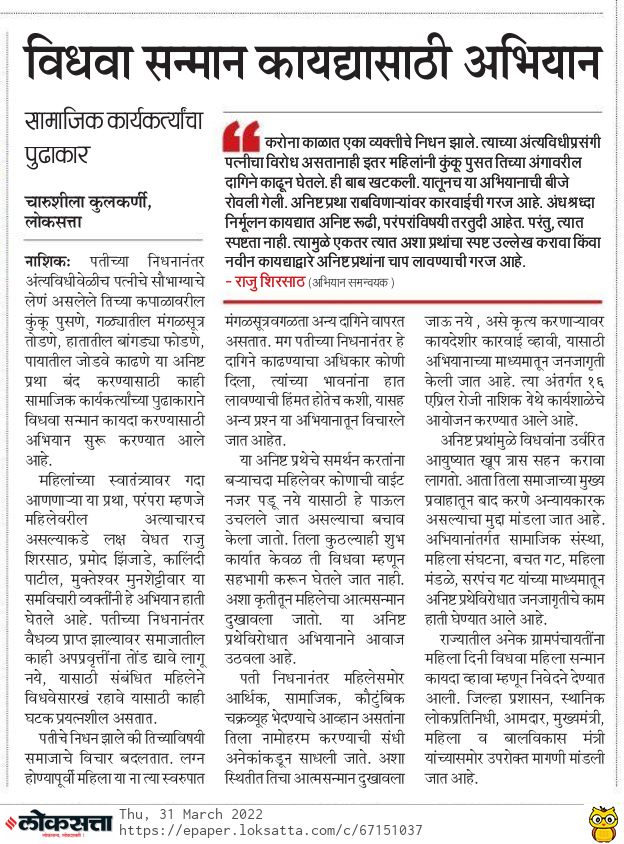 विधवा सन्मान कायद्यासाठी अभियान
सामाजिक कार्यकर्त्यांचा
पुढाकार
चारुशीला कुलकर्णी,
लोकसत्ता
करोना काळात एका व्यक्तीचे निधन झाले. त्याच्या अंत्यविधीप्रसंगी
पत्नीचा विरोध असतानाही इतर महिलांनी कुंकू पुसत तिच्या अंगावरील
दागिने काढून घेतले. ही बाब खटकली. यातूनच या अभियानाची बीजे
रोवली गेली. अनिष्ट प्रथा राबविणाऱ्यांवर कारवाईची गरज आहे. अंधश्रध्दा
निर्मूलन कायद्यात अनिष्ट रूढी, परंपरांविषयी तरतुदी आहेत. परंतु, त्यात
स्पष्टता नाही. त्यामुळे एकतर त्यात अशा प्रथांचा स्पष्ट उल्लेख करावा किंवा
नवीन कायद्याद्वारे अनिष्ट प्रथांना चाप लावण्याची गरज आहे.
- राजु शिरसाठ (अभियान समन्वयक )
नाशिक: पतीच्या निधनानंतर
अंत्यविधीवेळीच पत्नीचे सौभाग्याचे
लेणं असलेले तिच्या कपाळावरील
कुंकू पुसणे, गळ्यातील मंगळसूत्र
तोडणे, हातातील बांगड्या फोडणे,
पायातील जोडवे काढणे या अनिष्ट
प्रथा बंद करण्यासाठी काही
सामाजिक कार्यकर्त्यांच्या पुढाकाराने
विधवा सन्मान कायदा करण्यासाठी
अभियान सुरू करण्यात आले
आहे.
महिलांच्या स्वातंत्र्यावर गदा
आणणाऱ्या या प्रथा, परंपरा म्हणजे
महिलेवरील अत्याचारच
असल्याकडे लक्ष वेधत राजु
शिरसाठ, प्रमोद झिंजाडे, कालिंदी
पाटील, मुक्तेश्वर मुनशेट्टीवार या
समविचारी व्यक्तींनी हे अभियान हाती
घेतले आहे. पतीच्या निधनानंतर
वैधव्य प्राप्त झाल्यावर समाजातील
काही अपप्रवृत्तींना तोंड द्यावे लागू
नये, यासाठी संबंधित महिलेने
विधवेसारखं रहावे यासाठी काही
घटक प्रयत्नशील असतात.
पतीचे निधन झाले की तिच्याविषयी
समाजाचे विचार बदलतात. लग्न
होण्यापूर्वी महिला या ना त्या स्वरुपात
मंगळसूत्रवगळता अन्य दागिने वापरत
असतात. मग पतीच्या निधनानंतर हे
दागिने काढण्याचा अधिकार कोणी
दिला, त्यांच्या भावनांना हात
लावण्याची हिंमत होतेच कशी, यासह
अन्य प्रश्न या अभियानातून विचारले
जात आहेत.
या अनिष्ट प्रथेचे समर्थन करतांना
बऱ्याचदा महिलेवर कोणाची वाईट
नजर पडू नये यासाठी हे पाऊल
उचलले जात असल्याचा बचाव
केला जातो. तिला कुठल्याही शुभ
कार्यात केवळ ती विधवा म्हणून
सहभागी करून घेतले जात नाही.
अशा कृतीतून महिलेचा आत्मसन्मान
दुखावला जातो. या अनिष्ट
प्रथेविरोधात अभियानाने आवाज
उठवला आहे.
पती निधनानंतर महिलेसमोर
आर्थिक, सामाजिक, कौटुंबिक
चक्रव्यूह भेदण्याचे आव्हान असतांना
तिला नामोहरम करण्याची संधी
अनेकांकडून साधली जाते. अशा
स्थितीत तिचा आत्मसन्मान दुखावला
जाऊ नये , असे कृत्य करणाऱ्यावर
कायदेशीर कारवाई व्हावी, यासाठी
अभियानाच्या माध्यमातून जनजागृती
केली जात आहे. त्या अंतर्गत १६
एप्रिल रोजी नाशिक येथे कार्यशाळेचे
आयोजन करण्यात आले आहे.
अनिष्ट प्रथांमुळे विधवांना उर्वरित
आयुष्यात खूप त्रास सहन करावा
लागतो. आता तिला समाजाच्या मुख्य
प्रवाहातून बाद करणे अन्यायकारक
असल्याचा मुद्दा मांडला जात आहे.
अभियानांतर्गत सामाजिक संस्था,
महिला संघटना, बचत गट, महिला
मंडळे, सरपंच गट यांच्या माध्यमातून
अनिष्ट प्रथेविरोधात जनजागृतीचे काम
हाती घेण्यात आले आहे.
राज्यातील अनेक ग्रामपंचायतींना
महिला दिनी विधवा महिला सन्मान
कायदा व्हावा म्हणून निवेदने देण्यात
आली. जिल्हा प्रशासन, स्थानिक
लोकप्रतिनिधी, आमदार, मुख्यमंत्री,
महिला व बालविकास मंत्री
यांच्यासमोर उपरोक्त मागणी मांडली
जात आहे.
लोकसत्ता
Thu, 31 March 2022
https://epaper.loksatta.com/c/67151037